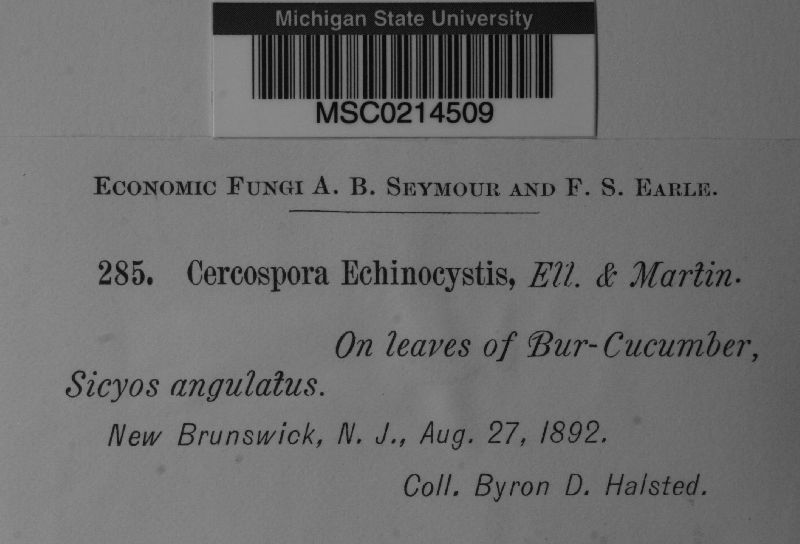 Michigan State University
MSC0214509
Economic Fungi A. B. Seymour and F. S. Earle.
285. Cercospora Echinocystis, Ell. & Martin.
On leaves of Bur-Cucumber,
Sicyos angulatus.
New Brunswick, N. J., Aug. 27, 1892.
Coll. Byron D. Halsted.